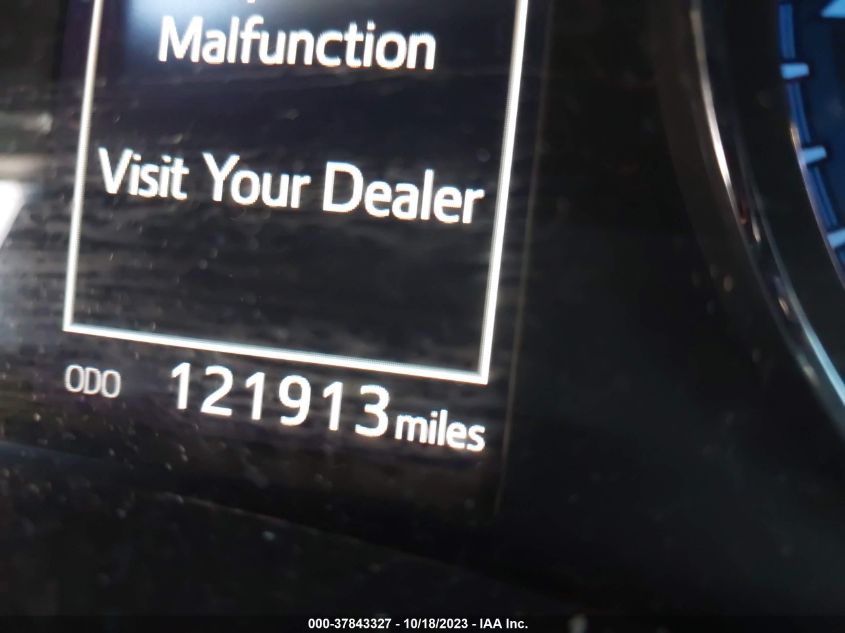 Malfunction
Visit Your Dealer
ODO 121913 miles
000-37843327 - 10/18/2023 - IAA Inc.